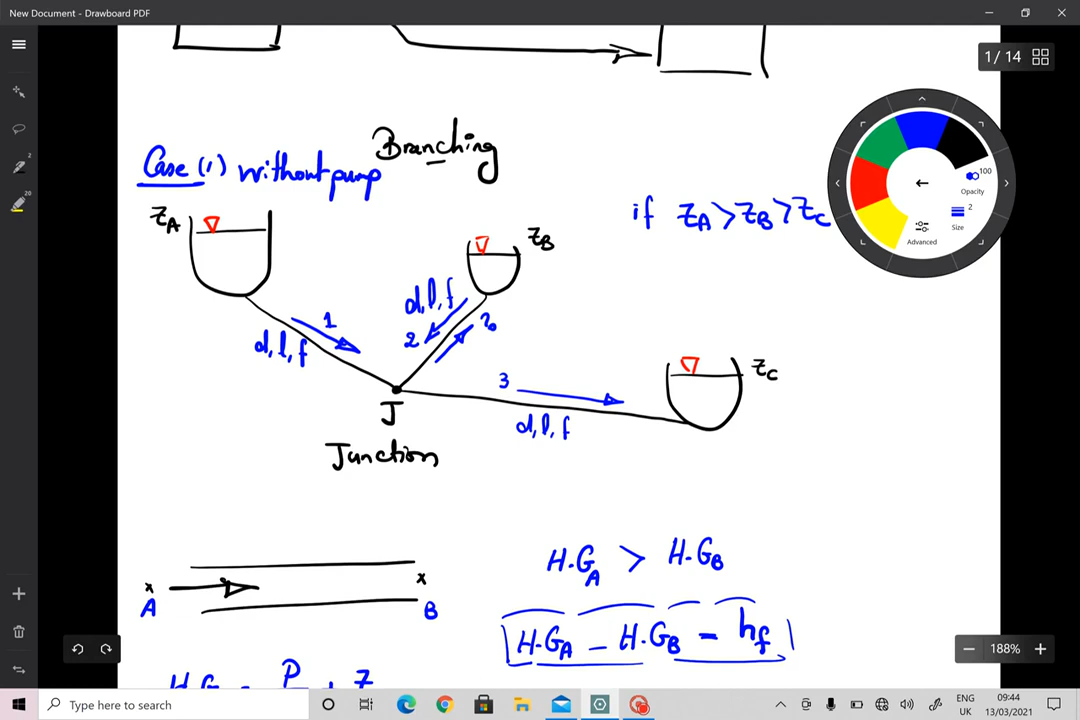 New Document - Drawboard PDF
1 / 14
Branching
Case (1) without pump
if ZA > ZB > ZC
100
Opacity
2
Size
Advanced
2
20
ZA
ZB
d, l, f
1
2
2
d, l, f
ZC
3
d, l, f
J
Junction
H.GA > H.GB
A
B
H.GA - H.GB = hf
H.G = P + Z
188%
Type here to search
ENG
UK
09:44
13/03/2021